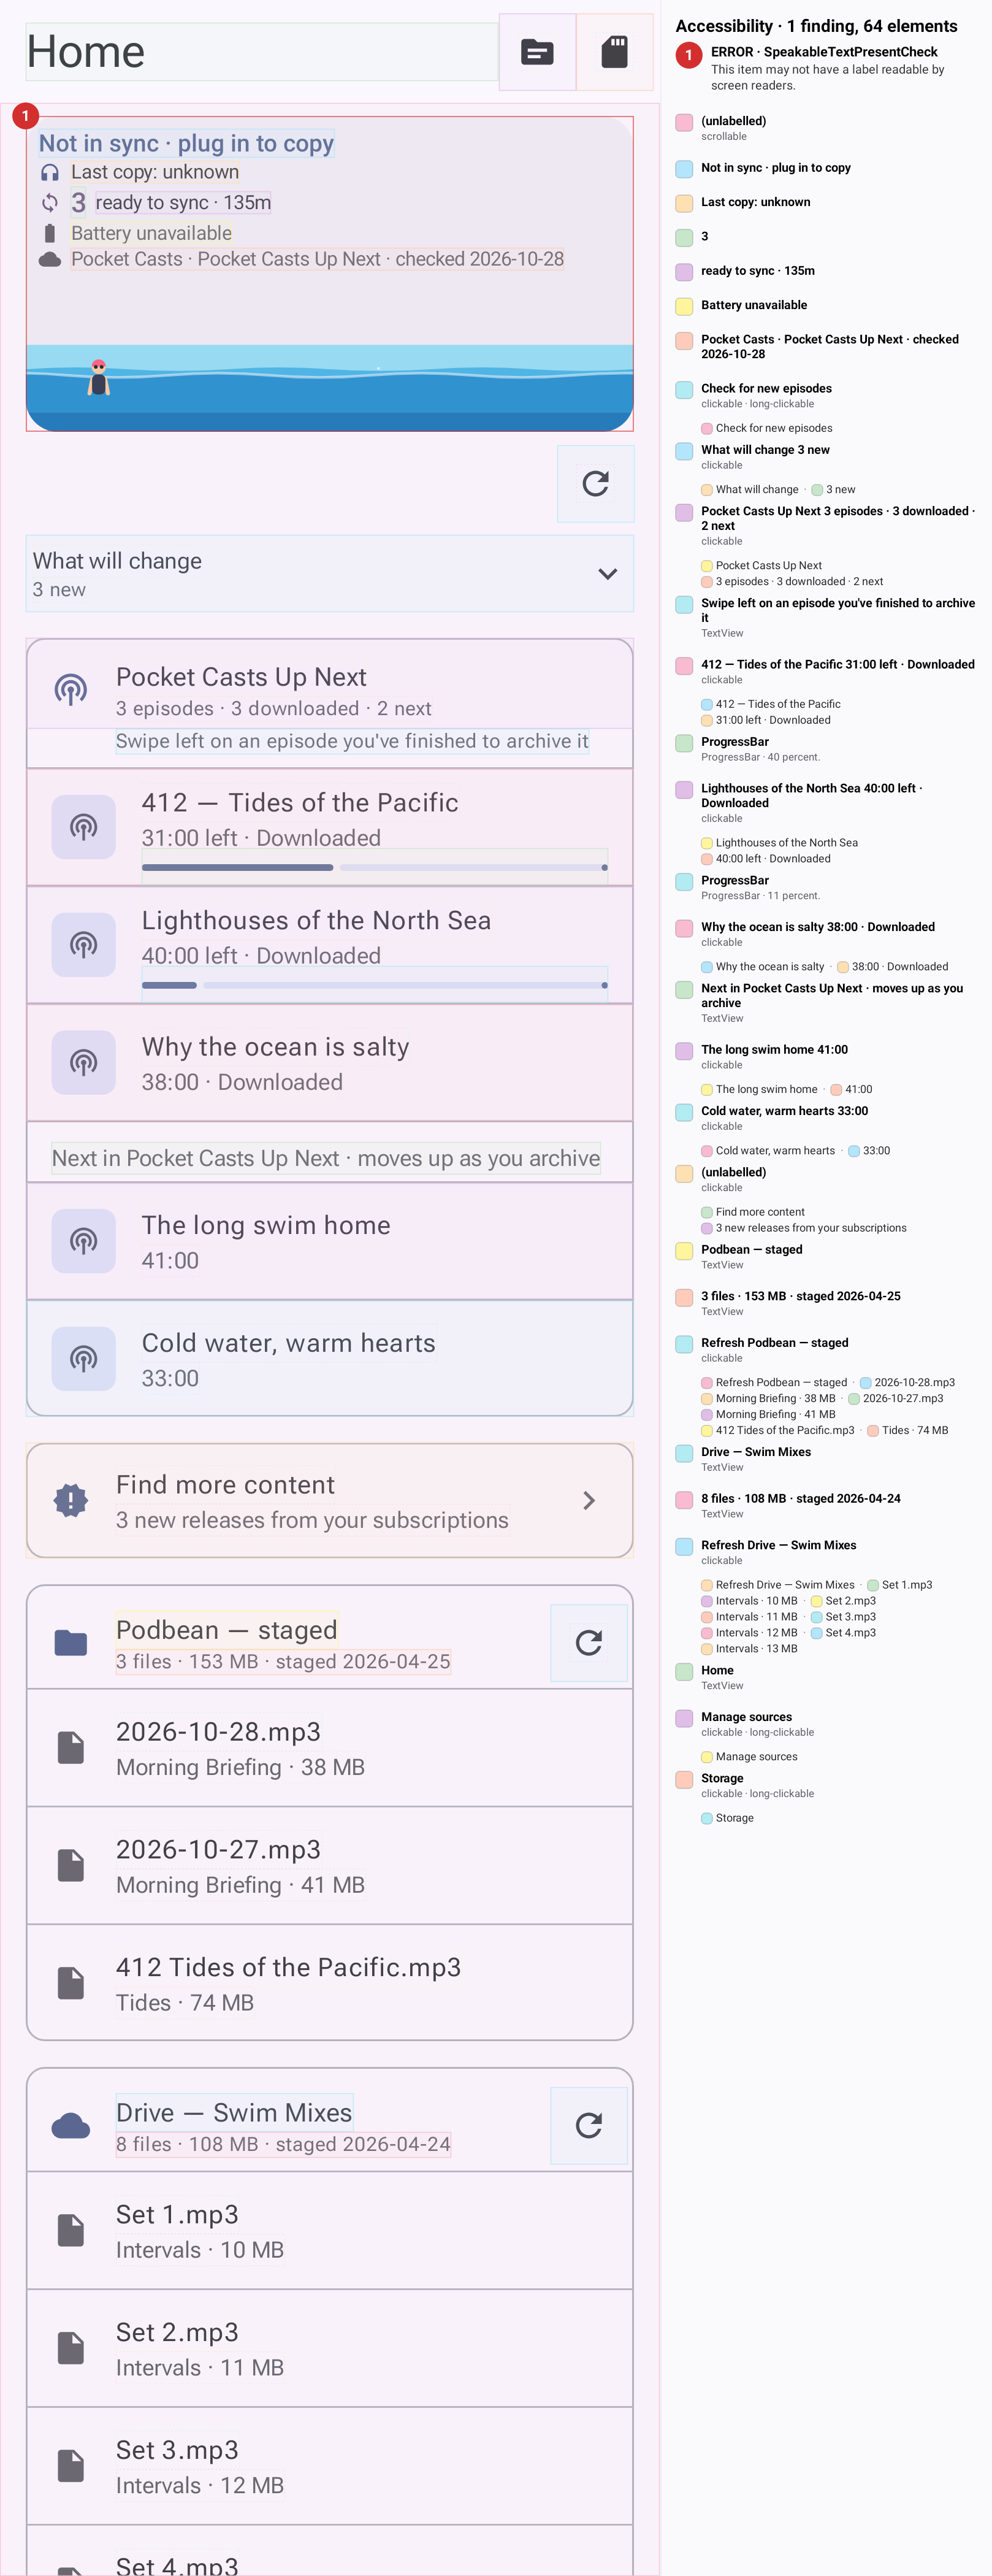 Home
1
Not in sync · plug in to copy
Last copy: unknown
3 ready to sync · 135m
Battery unavailable
Pocket Casts · Pocket Casts Up Next · checked 2026-10-28
What will change
3 new
Pocket Casts Up Next
3 episodes · 3 downloaded · 2 next
Swipe left on an episode you've finished to archive it
412 — Tides of the Pacific
31:00 left · Downloaded
Lighthouses of the North Sea
40:00 left · Downloaded
Why the ocean is salty
38:00 · Downloaded
Next in Pocket Casts Up Next · moves up as you archive
The long swim home
41:00
Cold water, warm hearts
33:00
Find more content
3 new releases from your subscriptions
Podbean — staged
3 files · 153 MB · staged 2026-04-25
2026-10-28.mp3
Morning Briefing · 38 MB
2026-10-27.mp3
Morning Briefing · 41 MB
412 Tides of the Pacific.mp3
Tides · 74 MB
Drive — Swim Mixes
8 files · 108 MB · staged 2026-04-24
Set 1.mp3
Intervals · 10 MB
Set 2.mp3
Intervals · 11 MB
Set 3.mp3
Intervals · 12 MB
Set 4.mp3
Accessibility · 1 finding, 64 elements
1 ERROR · SpeakableTextPresentCheck
This item may not have a label readable by
screen readers.
(unlabelled)
scrollable
Not in sync · plug in to copy
Last copy: unknown
3
ready to sync · 135m
Battery unavailable
Pocket Casts · Pocket Casts Up Next · checked
2026-10-28
Check for new episodes
clickable · long-clickable
Check for new episodes
What will change 3 new
clickable
What will change · 3 new
Pocket Casts Up Next 3 episodes · 3 downloaded ·
2 next
clickable
Pocket Casts Up Next
3 episodes · 3 downloaded · 2 next
Swipe left on an episode you've finished to archive
it
TextView
412 — Tides of the Pacific 31:00 left · Downloaded
clickable
412 — Tides of the Pacific
31:00 left · Downloaded
ProgressBar
ProgressBar · 40 percent.
Lighthouses of the North Sea 40:00 left ·
Downloaded
clickable
Lighthouses of the North Sea
40:00 left · Downloaded
ProgressBar
ProgressBar · 11 percent.
Why the ocean is salty 38:00 · Downloaded
clickable
Why the ocean is salty · 38:00 · Downloaded
Next in Pocket Casts Up Next · moves up as you
archive
TextView
The long swim home 41:00
clickable
The long swim home · 41:00
Cold water, warm hearts 33:00
clickable
Cold water, warm hearts · 33:00
(unlabelled)
clickable
Find more content
3 new releases from your subscriptions
Podbean — staged
TextView
3 files · 153 MB · staged 2026-04-25
TextView
Refresh Podbean — staged
clickable
Refresh Podbean — staged · 2026-10-28.mp3
Morning Briefing · 38 MB · 2026-10-27.mp3
Morning Briefing · 41 MB
412 Tides of the Pacific.mp3 · Tides · 74 MB
Drive — Swim Mixes
TextView
8 files · 108 MB · staged 2026-04-24
TextView
Refresh Drive — Swim Mixes
clickable
Refresh Drive — Swim Mixes · Set 1.mp3
Intervals · 10 MB · Set 2.mp3
Intervals · 11 MB · Set 3.mp3
Intervals · 12 MB · Set 4.mp3
Intervals · 13 MB
Home
TextView
Manage sources
clickable · long-clickable
Manage sources
Storage
clickable · long-clickable
Storage